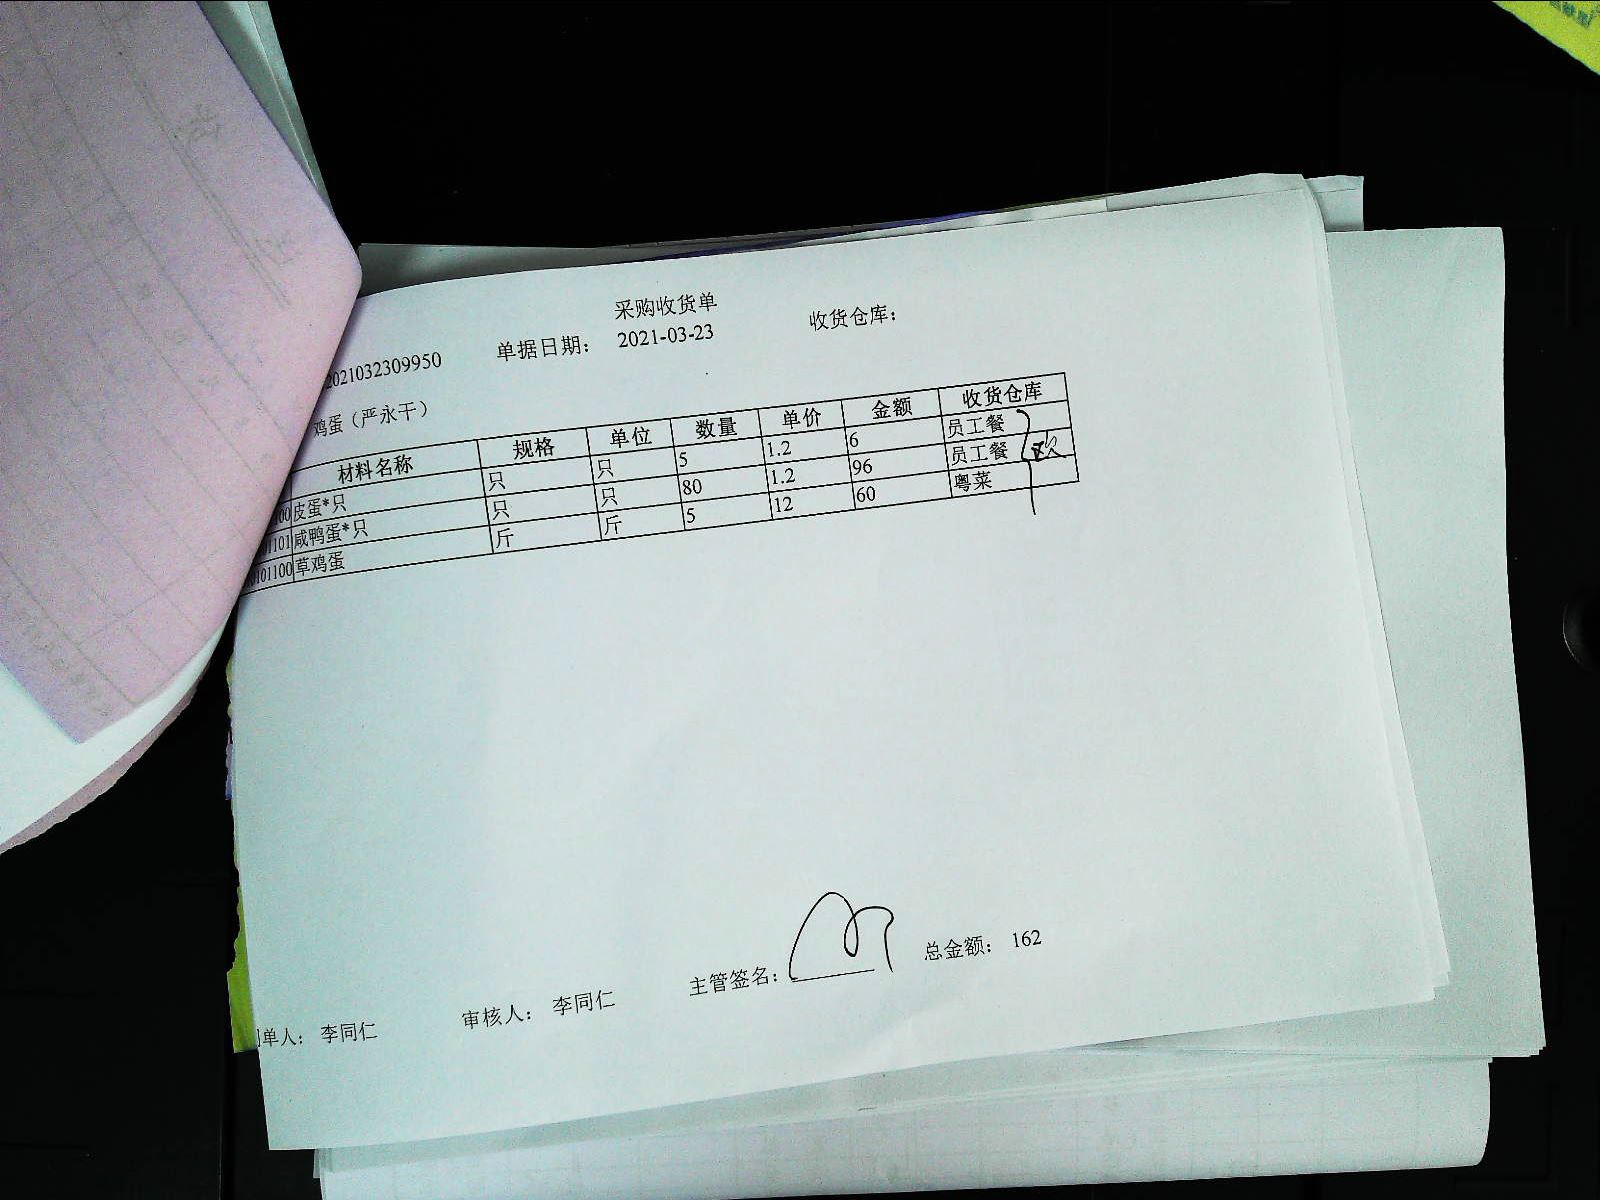 采购收货单
2021032309950 单据日期： 2021-03-23 收货仓库：
鸡蛋（严永干）
材料名称 规格 单位 数量 单价 金额 收货仓库
00 皮蛋*只 只 只 5 1.2 6 员工餐
1101 咸鸭蛋*只 只 只 80 1.2 96 员工餐
0101100 草鸡蛋 斤 斤 5 12 60 粤菜
单人： 李同仁 审核人： 李同仁 主管签名： 总金额： 162